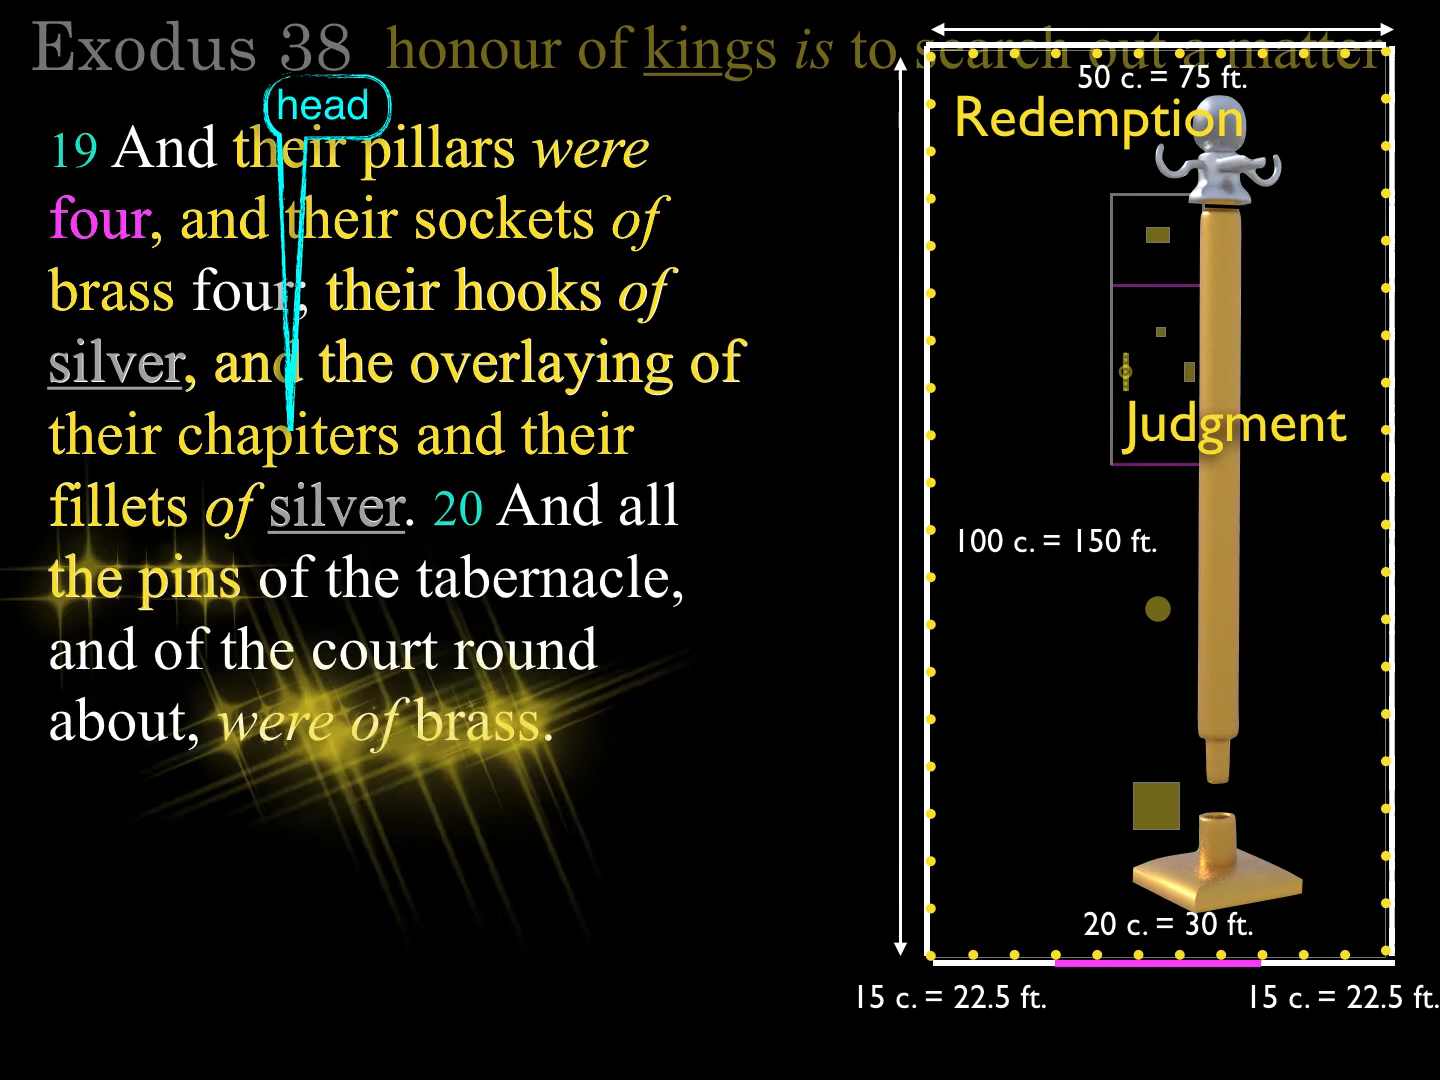 Exodus 38 honour of kings is to search out a matter
head
19 And their pillars were
four, and their sockets of
brass four; their hooks of
silver, and the overlaying of
their chapiters and their
fillets of silver. 20 And all
the pins of the tabernacle,
and of the court round
about, were of brass.
50 c. = 75 ft.
Redemption
Judgment
100 c. = 150 ft.
20 c. = 30 ft.
15 c. = 22.5 ft.
15 c. = 22.5 ft.